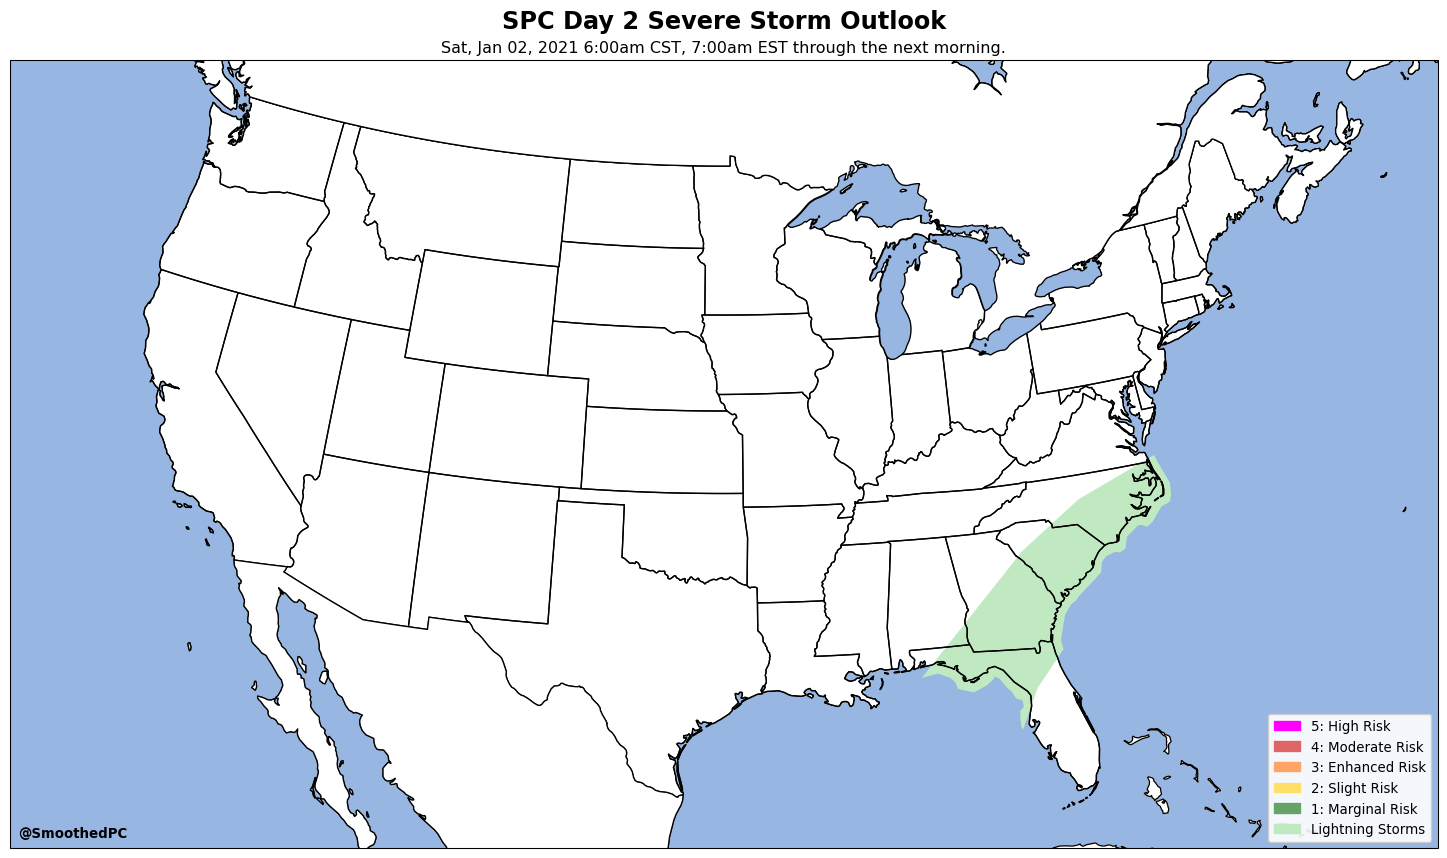 SPC Day 2 Severe Storm Outlook
Sat, Jan 02, 2021 6:00am CST, 7:00am EST through the next morning.
5: High Risk
4: Moderate Risk
3: Enhanced Risk
2: Slight Risk
1: Marginal Risk
Lightning Storms
@SmoothedPC